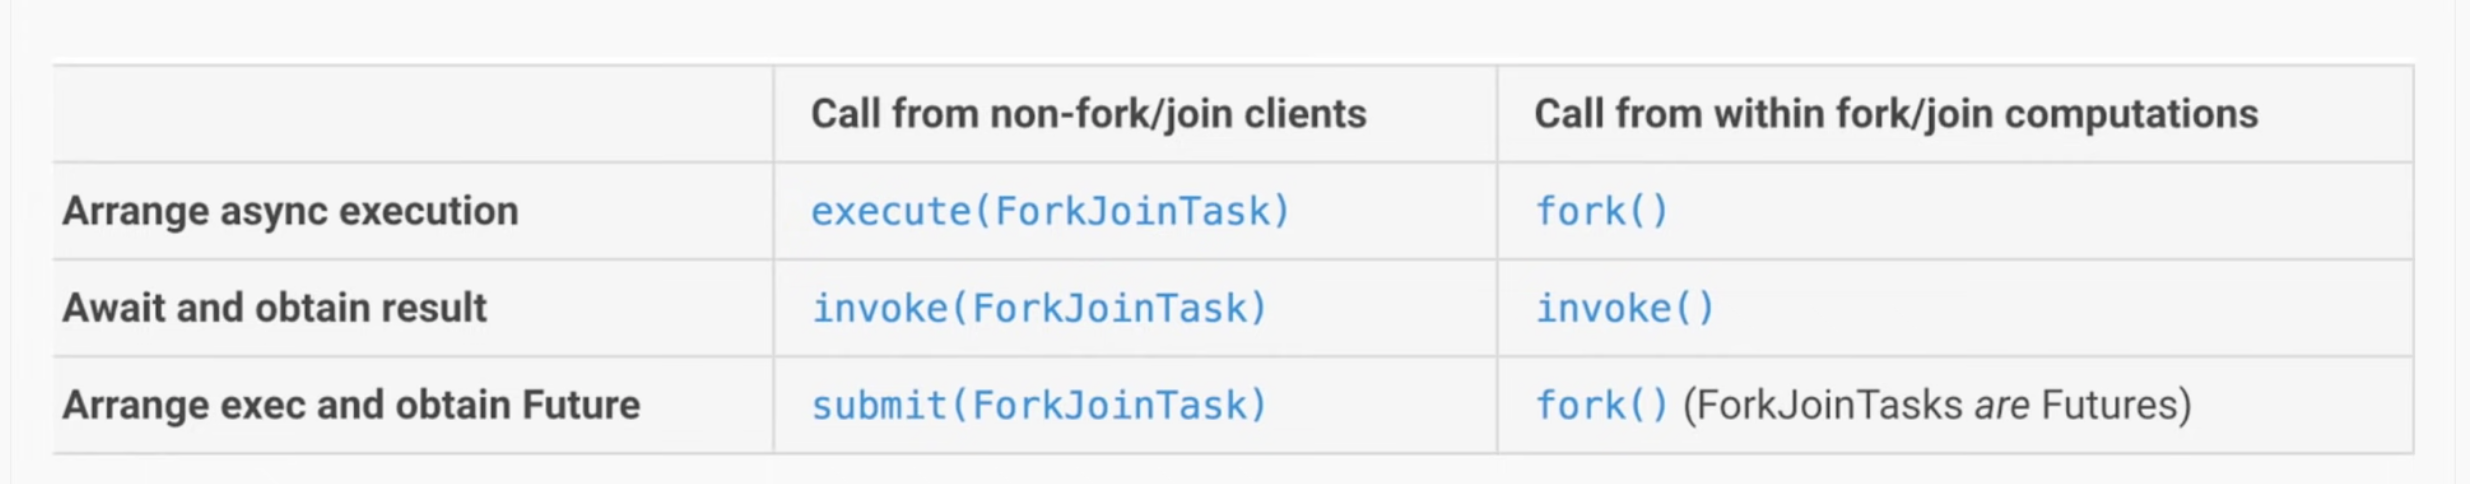 Call from non-fork/join clients Call from within fork/join computations
Arrange async execution execute(ForkJoinTask) fork()
Await and obtain result invoke(ForkJoinTask) invoke()
Arrange exec and obtain Future submit(ForkJoinTask) fork() (ForkJoinTasks are Futures)